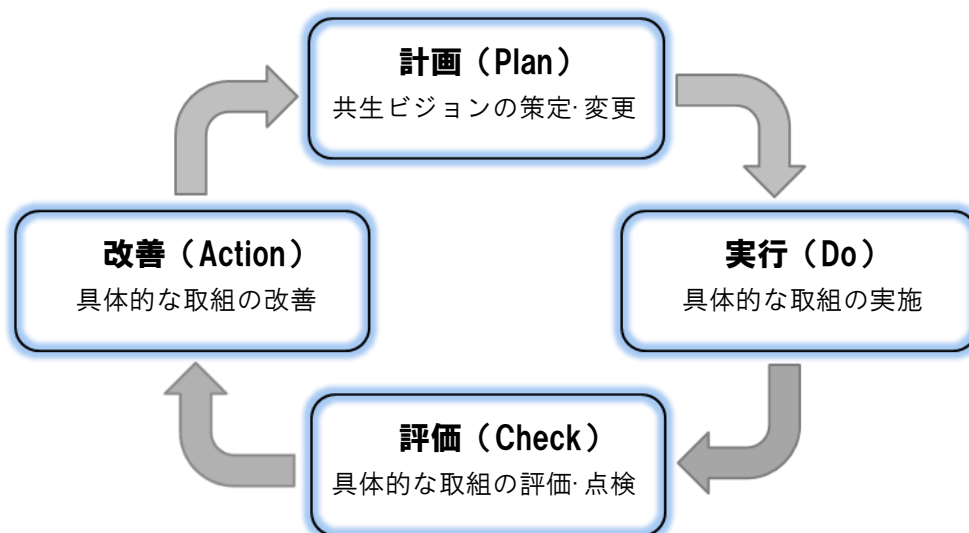 計画（Plan）
共生ビジョンの策定･変更
改善（Action）
具体的な取組の改善
実行（Do）
具体的な取組の実施
評価（Check）
具体的な取組の評価･点検